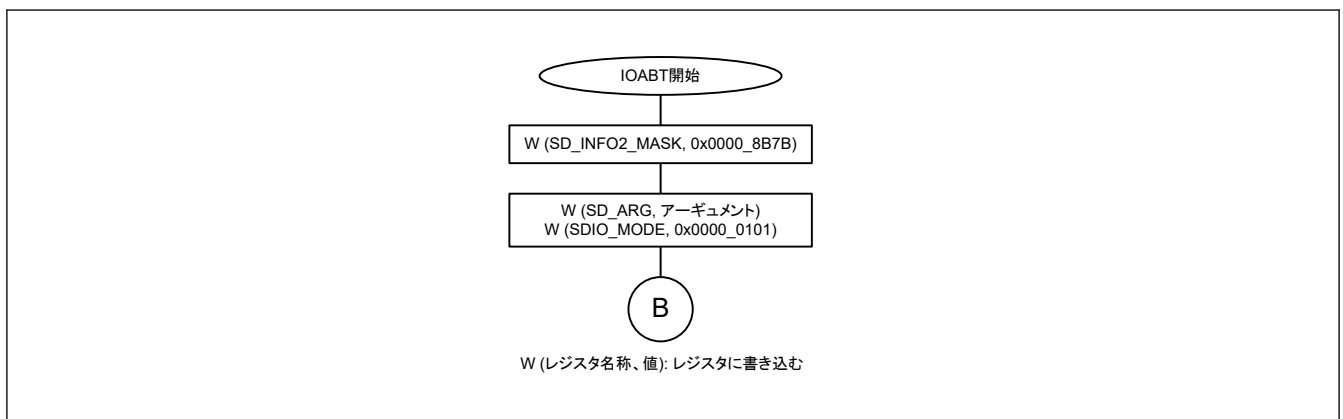 IOABT開始
W (SD_INFO2_MASK, 0x0000_8B7B)
W (SD_ARG, アーギュメント)
W (SDIO_MODE, 0x0000_0101)
B
W (レジスタ名称、値): レジスタに書き込む